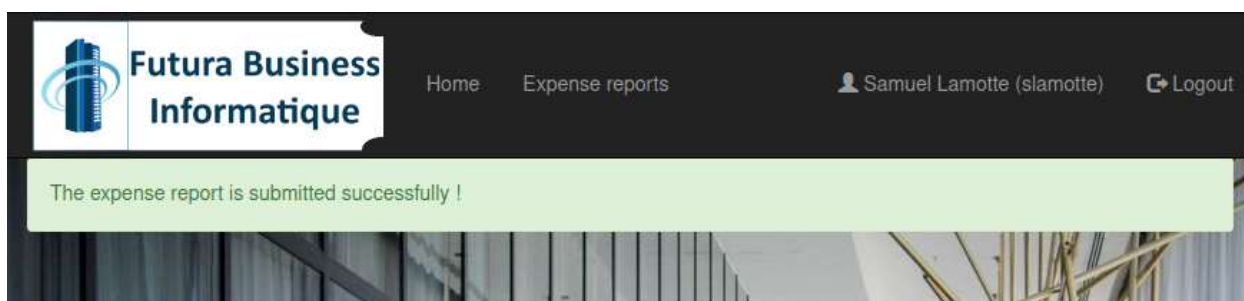 Futura Business
Informatique
Home Expense reports Samuel Lamotte (slamotte) Logout
The expense report is submitted successfully !